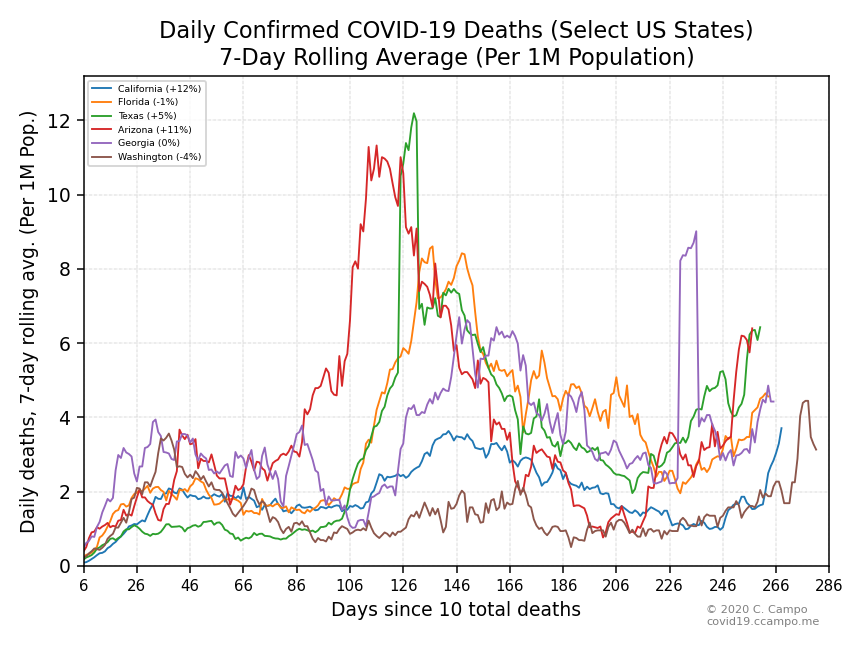 Daily Confirmed COVID-19 Deaths (Select US States)
7-Day Rolling Average (Per 1M Population)
California (+12%)
Florida (-1%)
Texas (+5%)
Arizona (+11%)
Georgia (0%)
Washington (-4%)
Daily deaths, 7-day rolling avg. (Per 1M Pop.)
12
10
8
6
4
2
0
6 26 46 66 86 106 126 146 166 186 206 226 246 266 286
Days since 10 total deaths
© 2020 C. Campo
covid19.ccampo.me